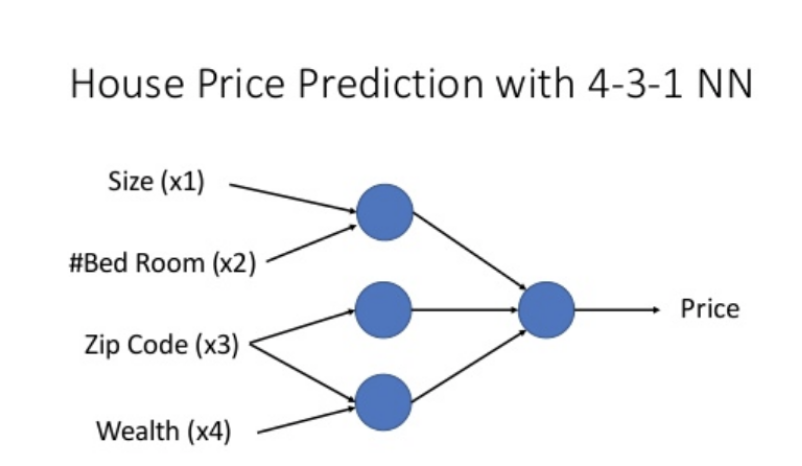 House Price Prediction with 4-3-1 NN
Size (x1)
#Bed Room (x2)
Zip Code (x3)
Wealth (x4)
Price